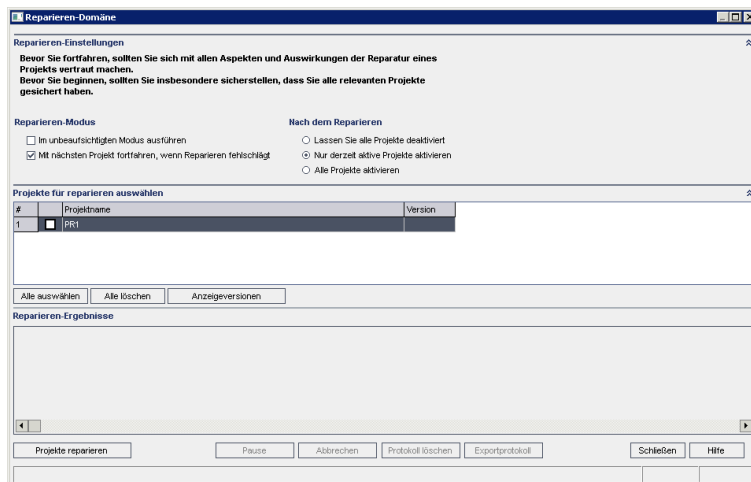 Reparieren-Domäne
Reparieren-Einstellungen
Bevor Sie fortfahren, sollten Sie sich mit allen Aspekten und Auswirkungen der Reparatur eines
Projekts vertraut machen.
Bevor Sie beginnen, sollten Sie insbesondere sicherstellen, dass Sie alle relevanten Projekte
gesichert haben.
Reparieren-Modus
Nach dem Reparieren
Im unbeaufsichtigten Modus ausführen
Lassen Sie alle Projekte deaktiviert
Mit nächsten Projekt fortfahren, wenn Reparieren fehlschlägt
Nur derzeit aktive Projekte aktivieren
Alle Projekte aktivieren
Projekte für reparieren auswählen
# Projektname Version
1 PR1
Alle auswählen Alle löschen Anzeigeversionen
Reparieren-Ergebnisse
Projekte reparieren Pause Abbrechen Protokoll löschen Exportprotokoll Schließen Hilfe